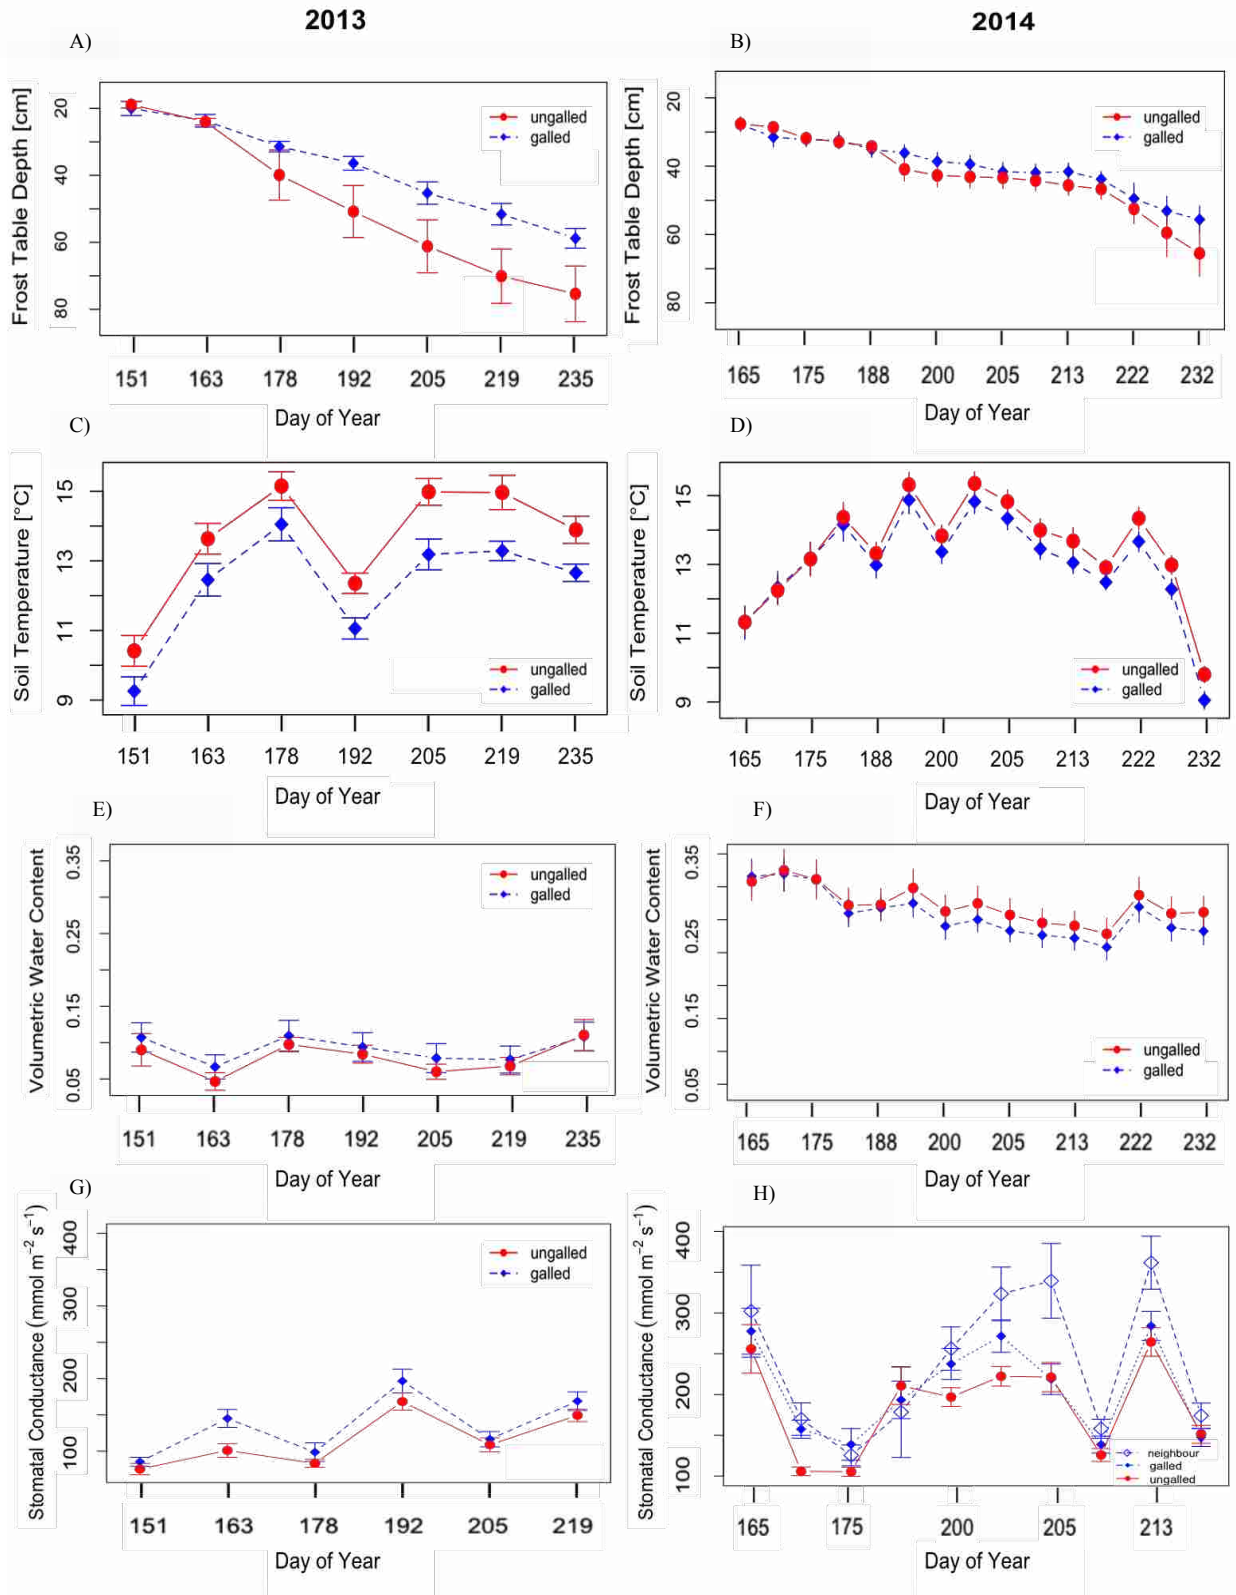 2013
2014
A)
B)
Frost Table Depth [cm]
20
40
60
80
ungalled
galled
151 163 178 192 205 219 235
Day of Year
Frost Table Depth [cm]
20
40
60
80
ungalled
galled
165 175 188 200 205 213 222 232
Day of Year
C)
D)
Soil Temperature [°C]
15
13
11
9
ungalled
galled
151 163 178 192 205 219 235
Day of Year
Soil Temperature [°C]
15
13
11
9
ungalled
galled
165 175 188 200 205 213 222 232
Day of Year
E)
F)
Volumetric Water Content
0.35
0.25
0.15
0.05
ungalled
galled
151 163 178 192 205 219 235
Day of Year
Volumetric Water Content
0.35
0.25
0.15
0.05
ungalled
galled
165 175 188 200 205 213 222 232
Day of Year
G)
H)
Stomatal Conductance (mmol m⁻² s⁻¹)
400
300
200
100
ungalled
galled
151 163 178 192 205 219
Day of Year
Stomatal Conductance (mmol m⁻² s⁻¹)
400
300
200
100
neighbour
galled
ungalled
165 175 200 205 213
Day of Year